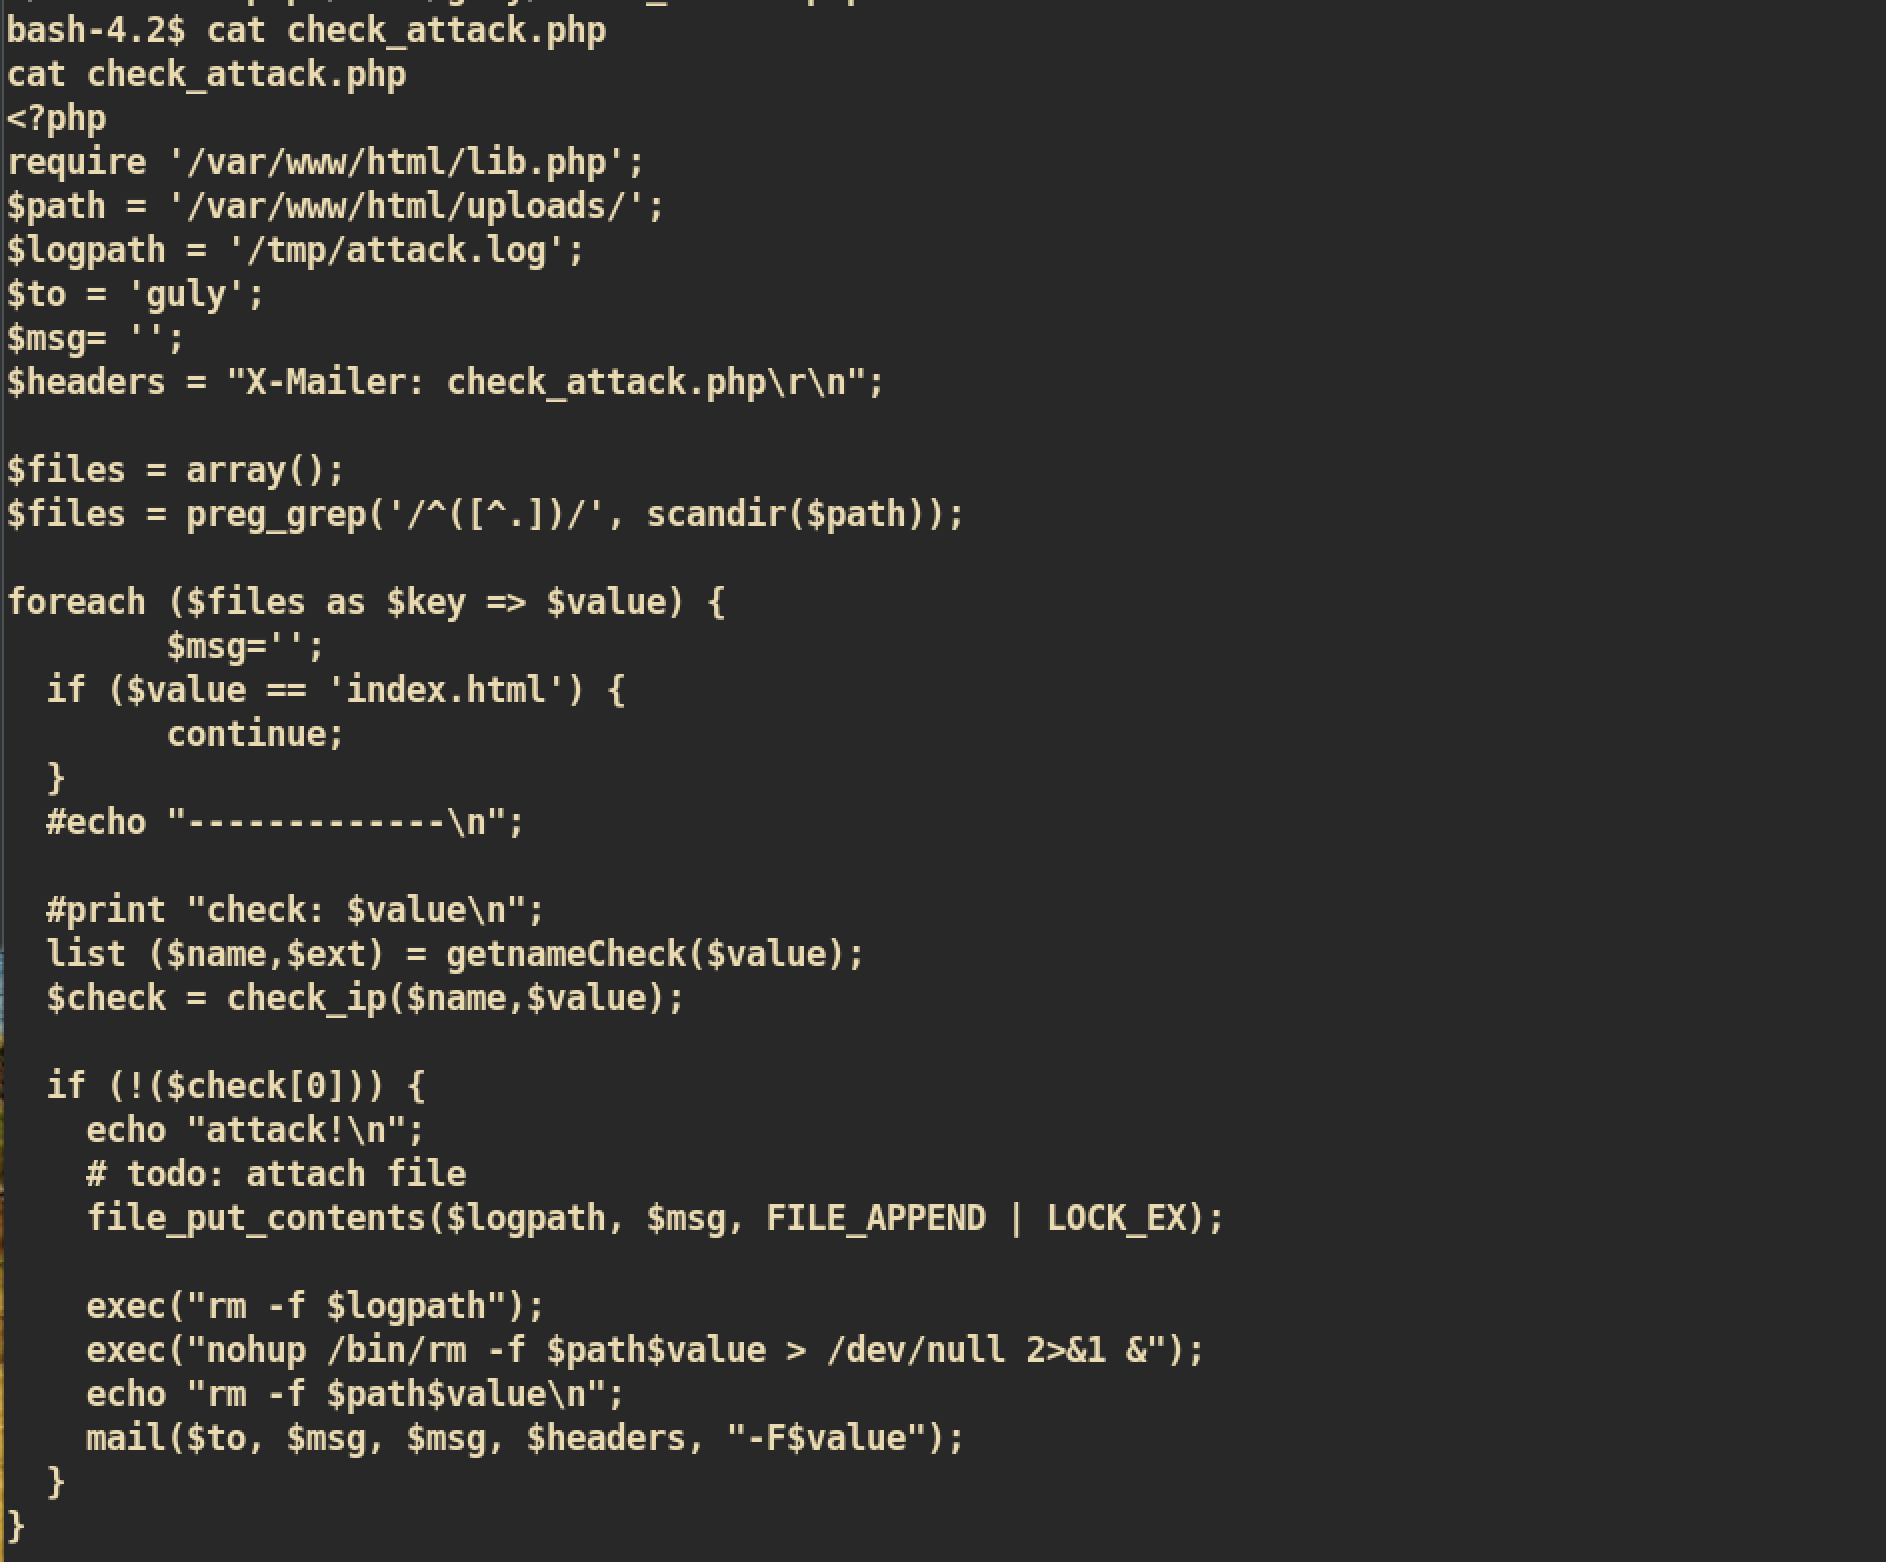 bash-4.2$ cat check_attack.php
cat check_attack.php
<?php
require '/var/www/html/lib.php';
$path = '/var/www/html/uploads/';
$logpath = '/tmp/attack.log';
$to = 'guly';
$msg= '';
$headers = "X-Mailer: check_attack.php\r\n";

$files = array();
$files = preg_grep('/^([^.])/', scandir($path));

foreach ($files as $key => $value) {
        $msg='';
  if ($value == 'index.html') {
        continue;
  }
  #echo "-------------\n";

  #print "check: $value\n";
  list ($name,$ext) = getnameCheck($value);
  $check = check_ip($name,$value);

  if (!($check[0])) {
    echo "attack!\n";
    # todo: attach file
    file_put_contents($logpath, $msg, FILE_APPEND | LOCK_EX);

    exec("rm -f $logpath");
    exec("nohup /bin/rm -f $path$value > /dev/null 2>&1 &");
    echo "rm -f $path$value\n";
    mail($to, $msg, $msg, $headers, "-F$value");
  }
}